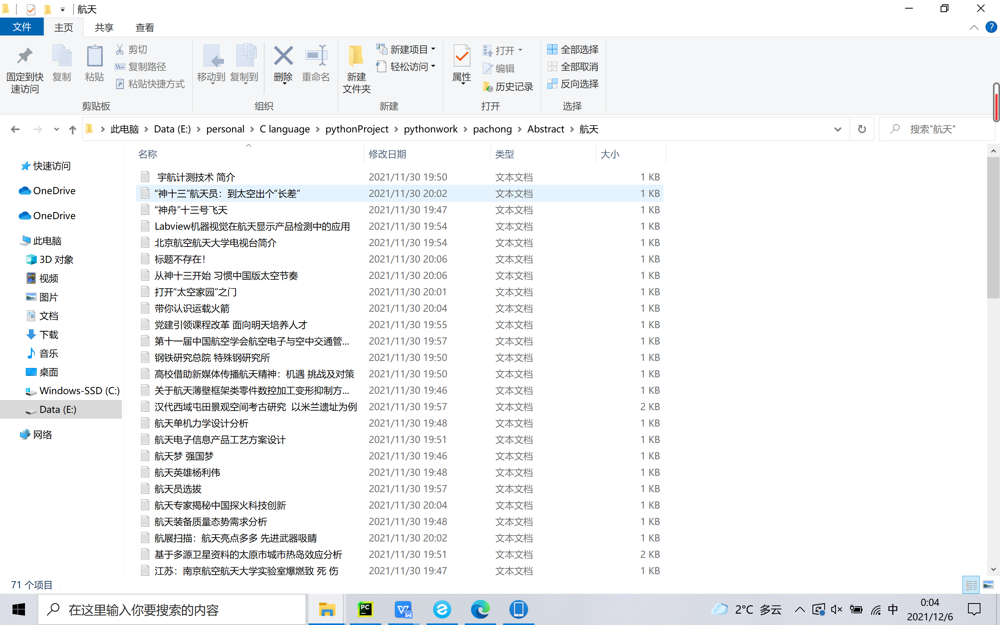 航天
文件 主页 共享 查看
固定到快速访问
复制
粘贴
剪切
复制路径
粘贴快捷方式
剪贴板
移动到
复制到
删除
重命名
组织
新建文件夹
新建项目
轻松访问
新建
属性
打开
编辑
历史记录
打开
全部选择
全部取消
反向选择
选择
此电脑 Data (E:) personal C language pythonProject pythonwork pachong Abstract 航天
搜索"航天"
快速访问
OneDrive
OneDrive
此电脑
3D 对象
视频
图片
文档
下载
音乐
桌面
Windows-SSD (C:)
Data (E:)
网络
名称 修改日期 类型 大小
宇航计测技术 简介 2021/11/30 19:50 文本文档 1 KB
“神十三”航天员：到太空出个“长差” 2021/11/30 20:02 文本文档 1 KB
“神舟”十三号飞天 2021/11/30 19:47 文本文档 1 KB
Labview机器视觉在航天显示产品检测中的应用 2021/11/30 19:54 文本文档 1 KB
北京航空航天大学电视台简介 2021/11/30 19:54 文本文档 1 KB
标题不存在！ 2021/11/30 20:06 文本文档 1 KB
从神十三开始 习惯中国版太空节奏 2021/11/30 20:06 文本文档 1 KB
打开“太空家园”之门 2021/11/30 20:01 文本文档 1 KB
带你认识运载火箭 2021/11/30 20:04 文本文档 1 KB
党建引领课程改革 面向明天培养人才 2021/11/30 19:55 文本文档 1 KB
第十一届中国航空学会航空电子与空中交通管... 2021/11/30 19:57 文本文档 1 KB
钢铁研究总院 特殊钢研究所 2021/11/30 19:50 文本文档 1 KB
高校借助新媒体传播航天精神：机遇 挑战及对策 2021/11/30 19:50 文本文档 1 KB
关于航天薄壁框架类零件数控加工变形抑制方... 2021/11/30 19:46 文本文档 1 KB
汉代西域屯田景观空间考古研究 以米兰遗址为例 2021/11/30 19:57 文本文档 2 KB
航天单机力学设计分析 2021/11/30 19:48 文本文档 1 KB
航天电子信息产品工艺方案设计 2021/11/30 19:51 文本文档 1 KB
航天梦 强国梦 2021/11/30 19:46 文本文档 1 KB
航天英雄杨利伟 2021/11/30 19:48 文本文档 1 KB
航天员选拔 2021/11/30 19:57 文本文档 1 KB
航天专家揭秘中国探火科技创新 2021/11/30 20:04 文本文档 1 KB
航天装备质量态势需求分析 2021/11/30 19:48 文本文档 1 KB
航展扫描：航天亮点多多 先进武器吸睛 2021/11/30 20:02 文本文档 1 KB
基于多源卫星资料的太原市城市热岛效应分析 2021/11/30 19:51 文本文档 2 KB
江苏：南京航空航天大学实验室爆燃致 死 伤 2021/11/30 19:47 文本文档 1 KB
71 个项目
在这里输入你要搜索的内容
PC
W
2°C 多云
中
0:04
2021/12/6